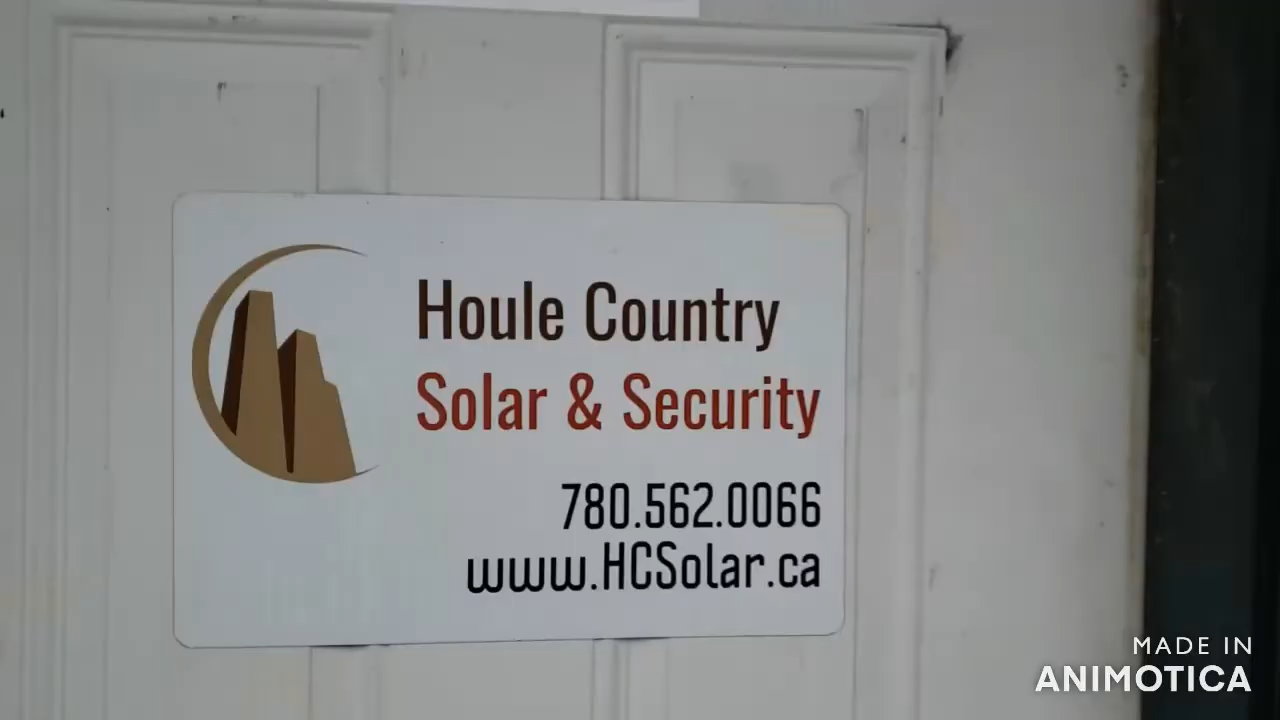 Houle Country
Solar & Security
780.562.0066
www.HCSolar.ca
MADE IN
ANIMOTICA